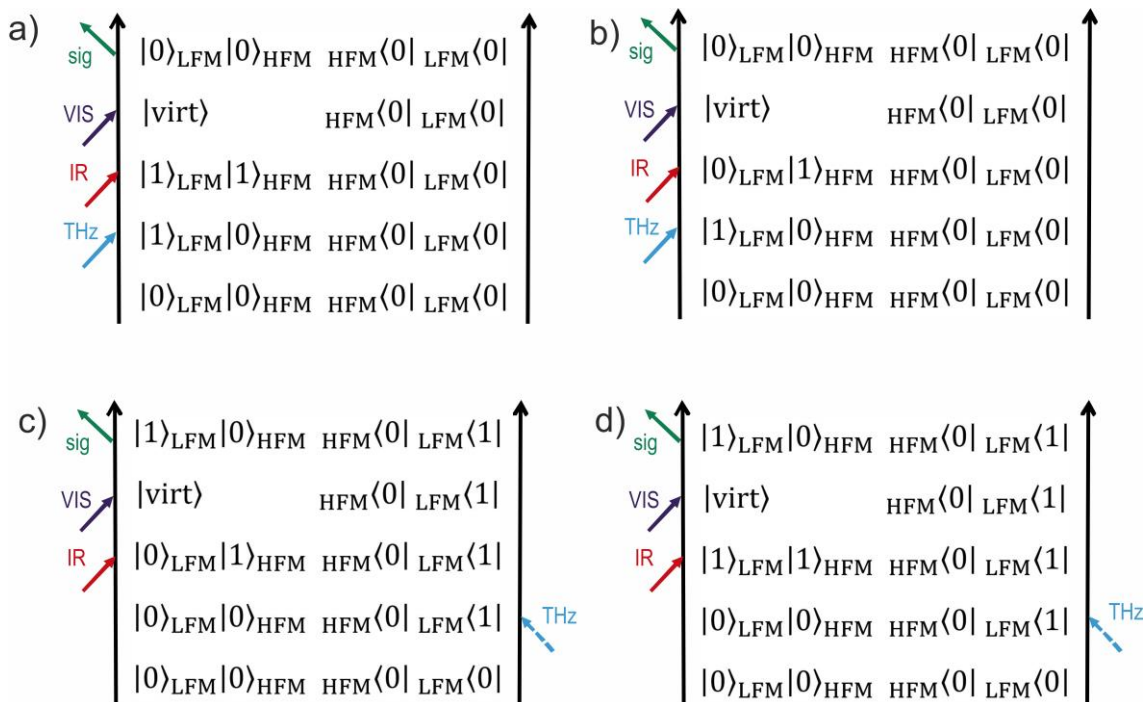 a)
sig |0⟩LFM|0⟩HFM HFM⟨0| LFM⟨0|
VIS |virt⟩ HFM⟨0| LFM⟨0|
IR |1⟩LFM|1⟩HFM HFM⟨0| LFM⟨0|
THz |1⟩LFM|0⟩HFM HFM⟨0| LFM⟨0|
|0⟩LFM|0⟩HFM HFM⟨0| LFM⟨0|
b)
sig |0⟩LFM|0⟩HFM HFM⟨0| LFM⟨0|
VIS |virt⟩ HFM⟨0| LFM⟨0|
IR |0⟩LFM|1⟩HFM HFM⟨0| LFM⟨0|
THz |1⟩LFM|0⟩HFM HFM⟨0| LFM⟨0|
|0⟩LFM|0⟩HFM HFM⟨0| LFM⟨0|
c)
sig |1⟩LFM|0⟩HFM HFM⟨0| LFM⟨1|
VIS |virt⟩ HFM⟨0| LFM⟨1|
IR |0⟩LFM|1⟩HFM HFM⟨0| LFM⟨1|
|0⟩LFM|0⟩HFM HFM⟨0| LFM⟨1| THz
|0⟩LFM|0⟩HFM HFM⟨0| LFM⟨0|
d)
sig |1⟩LFM|0⟩HFM HFM⟨0| LFM⟨1|
VIS |virt⟩ HFM⟨0| LFM⟨1|
IR |1⟩LFM|1⟩HFM HFM⟨0| LFM⟨1|
|0⟩LFM|0⟩HFM HFM⟨0| LFM⟨1| THz
|0⟩LFM|0⟩HFM HFM⟨0| LFM⟨0|